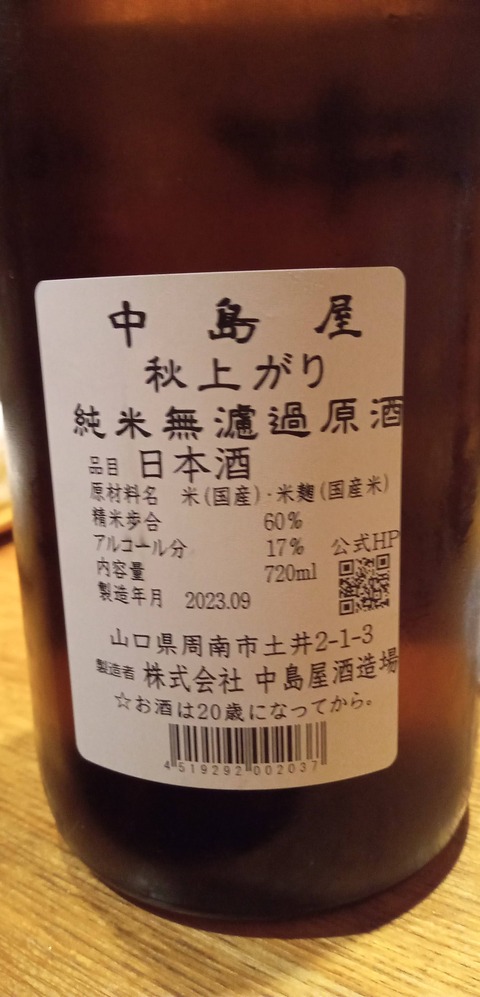 中島屋
秋上がり
純米無濾過原酒
品目 日本酒
原材料名 米(国産)・米麹(国産米)
精米歩合 60%
アルコール分 17% 公式HP
内容量 720ml
製造年月 2023.09
山口県周南市土井2-1-3
製造者 株式会社 中島屋酒造場
☆お酒は20歳になってから。
4519292002037